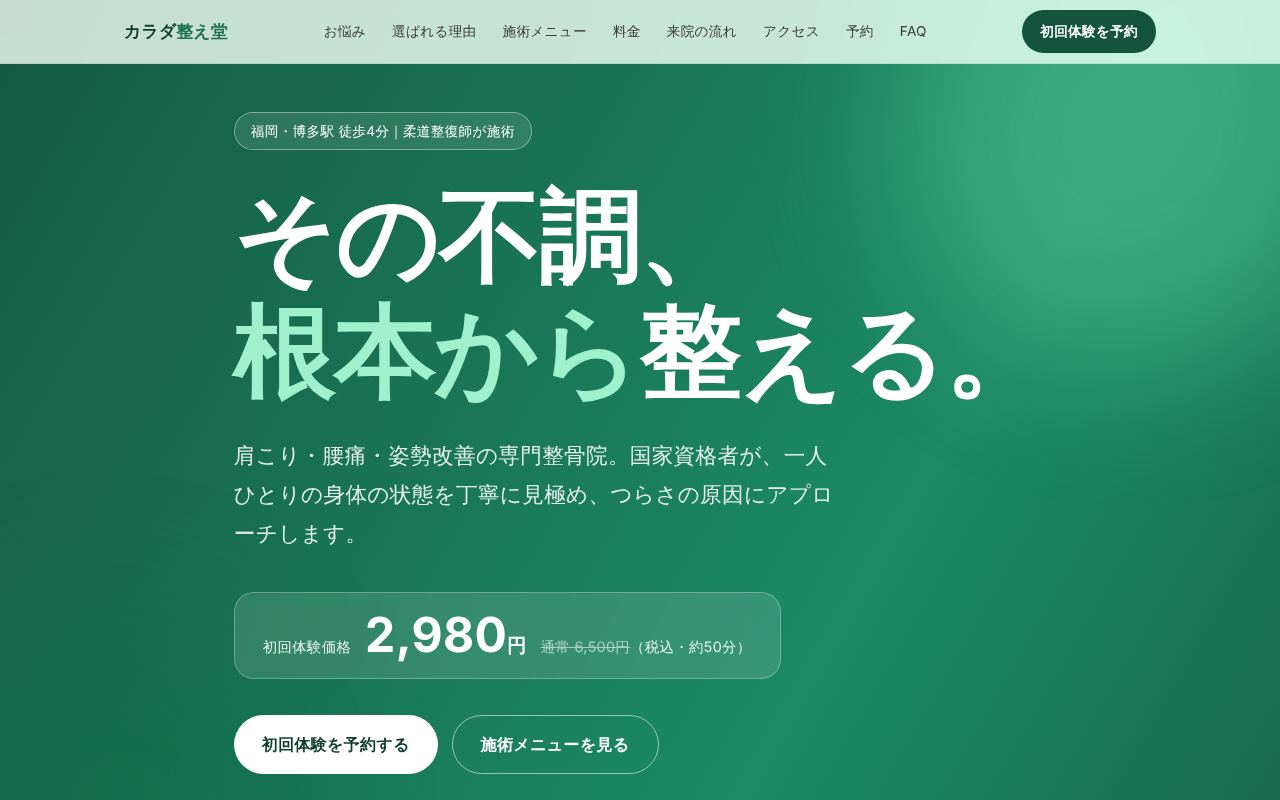 カラダ整え堂
お悩み
選ばれる理由
施術メニュー
料金
来院の流れ
アクセス
予約
FAQ
初回体験を予約
福岡・博多駅 徒歩4分｜柔道整復師が施術
その不調、
根本から整える。
肩こり・腰痛・姿勢改善の専門整骨院。国家資格者が、一人
ひとりの身体の状態を丁寧に見極め、つらさの原因にアプロ
ーチします。
初回体験価格 2,980円 通常 6,500円（税込・約50分）
初回体験を予約する
施術メニューを見る